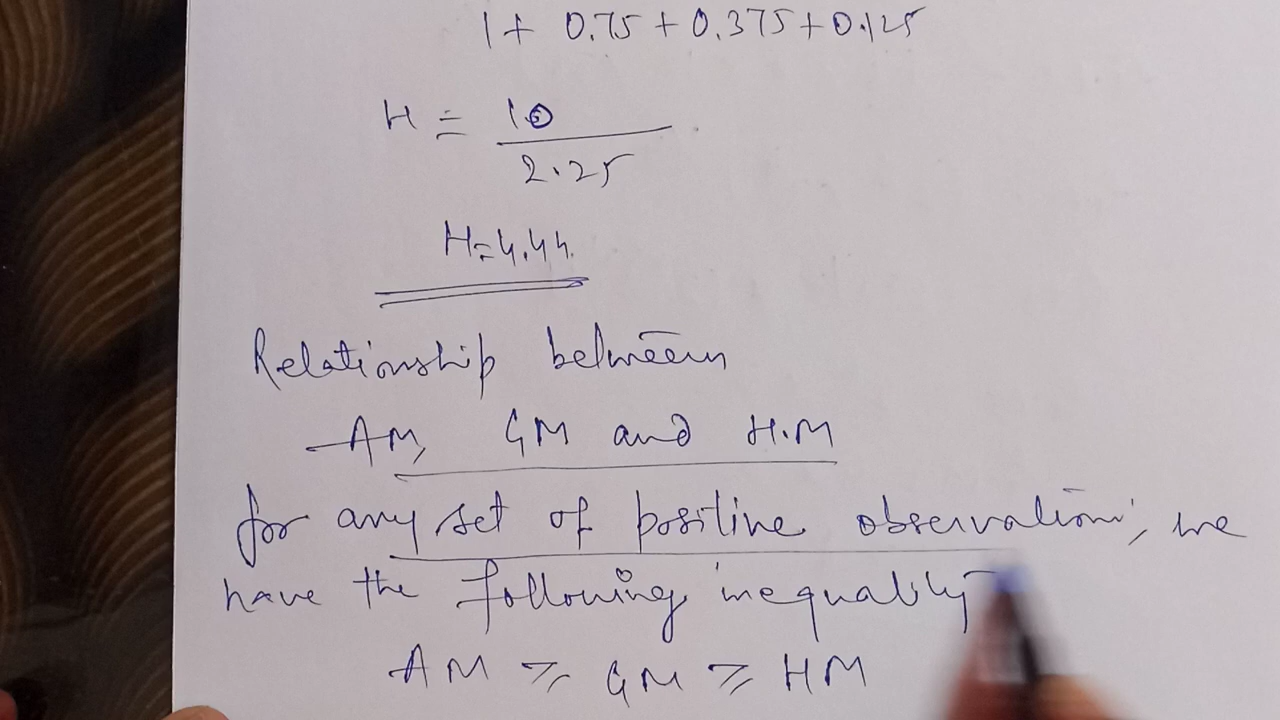 1 + 0.75 + 0.375 + 0.125
H = 10
2.25
H = 4.44.
Relationship between
AM, GM and H.M
for any set of positive observation, we
have the following inequality
AM ≥ GM ≥ HM